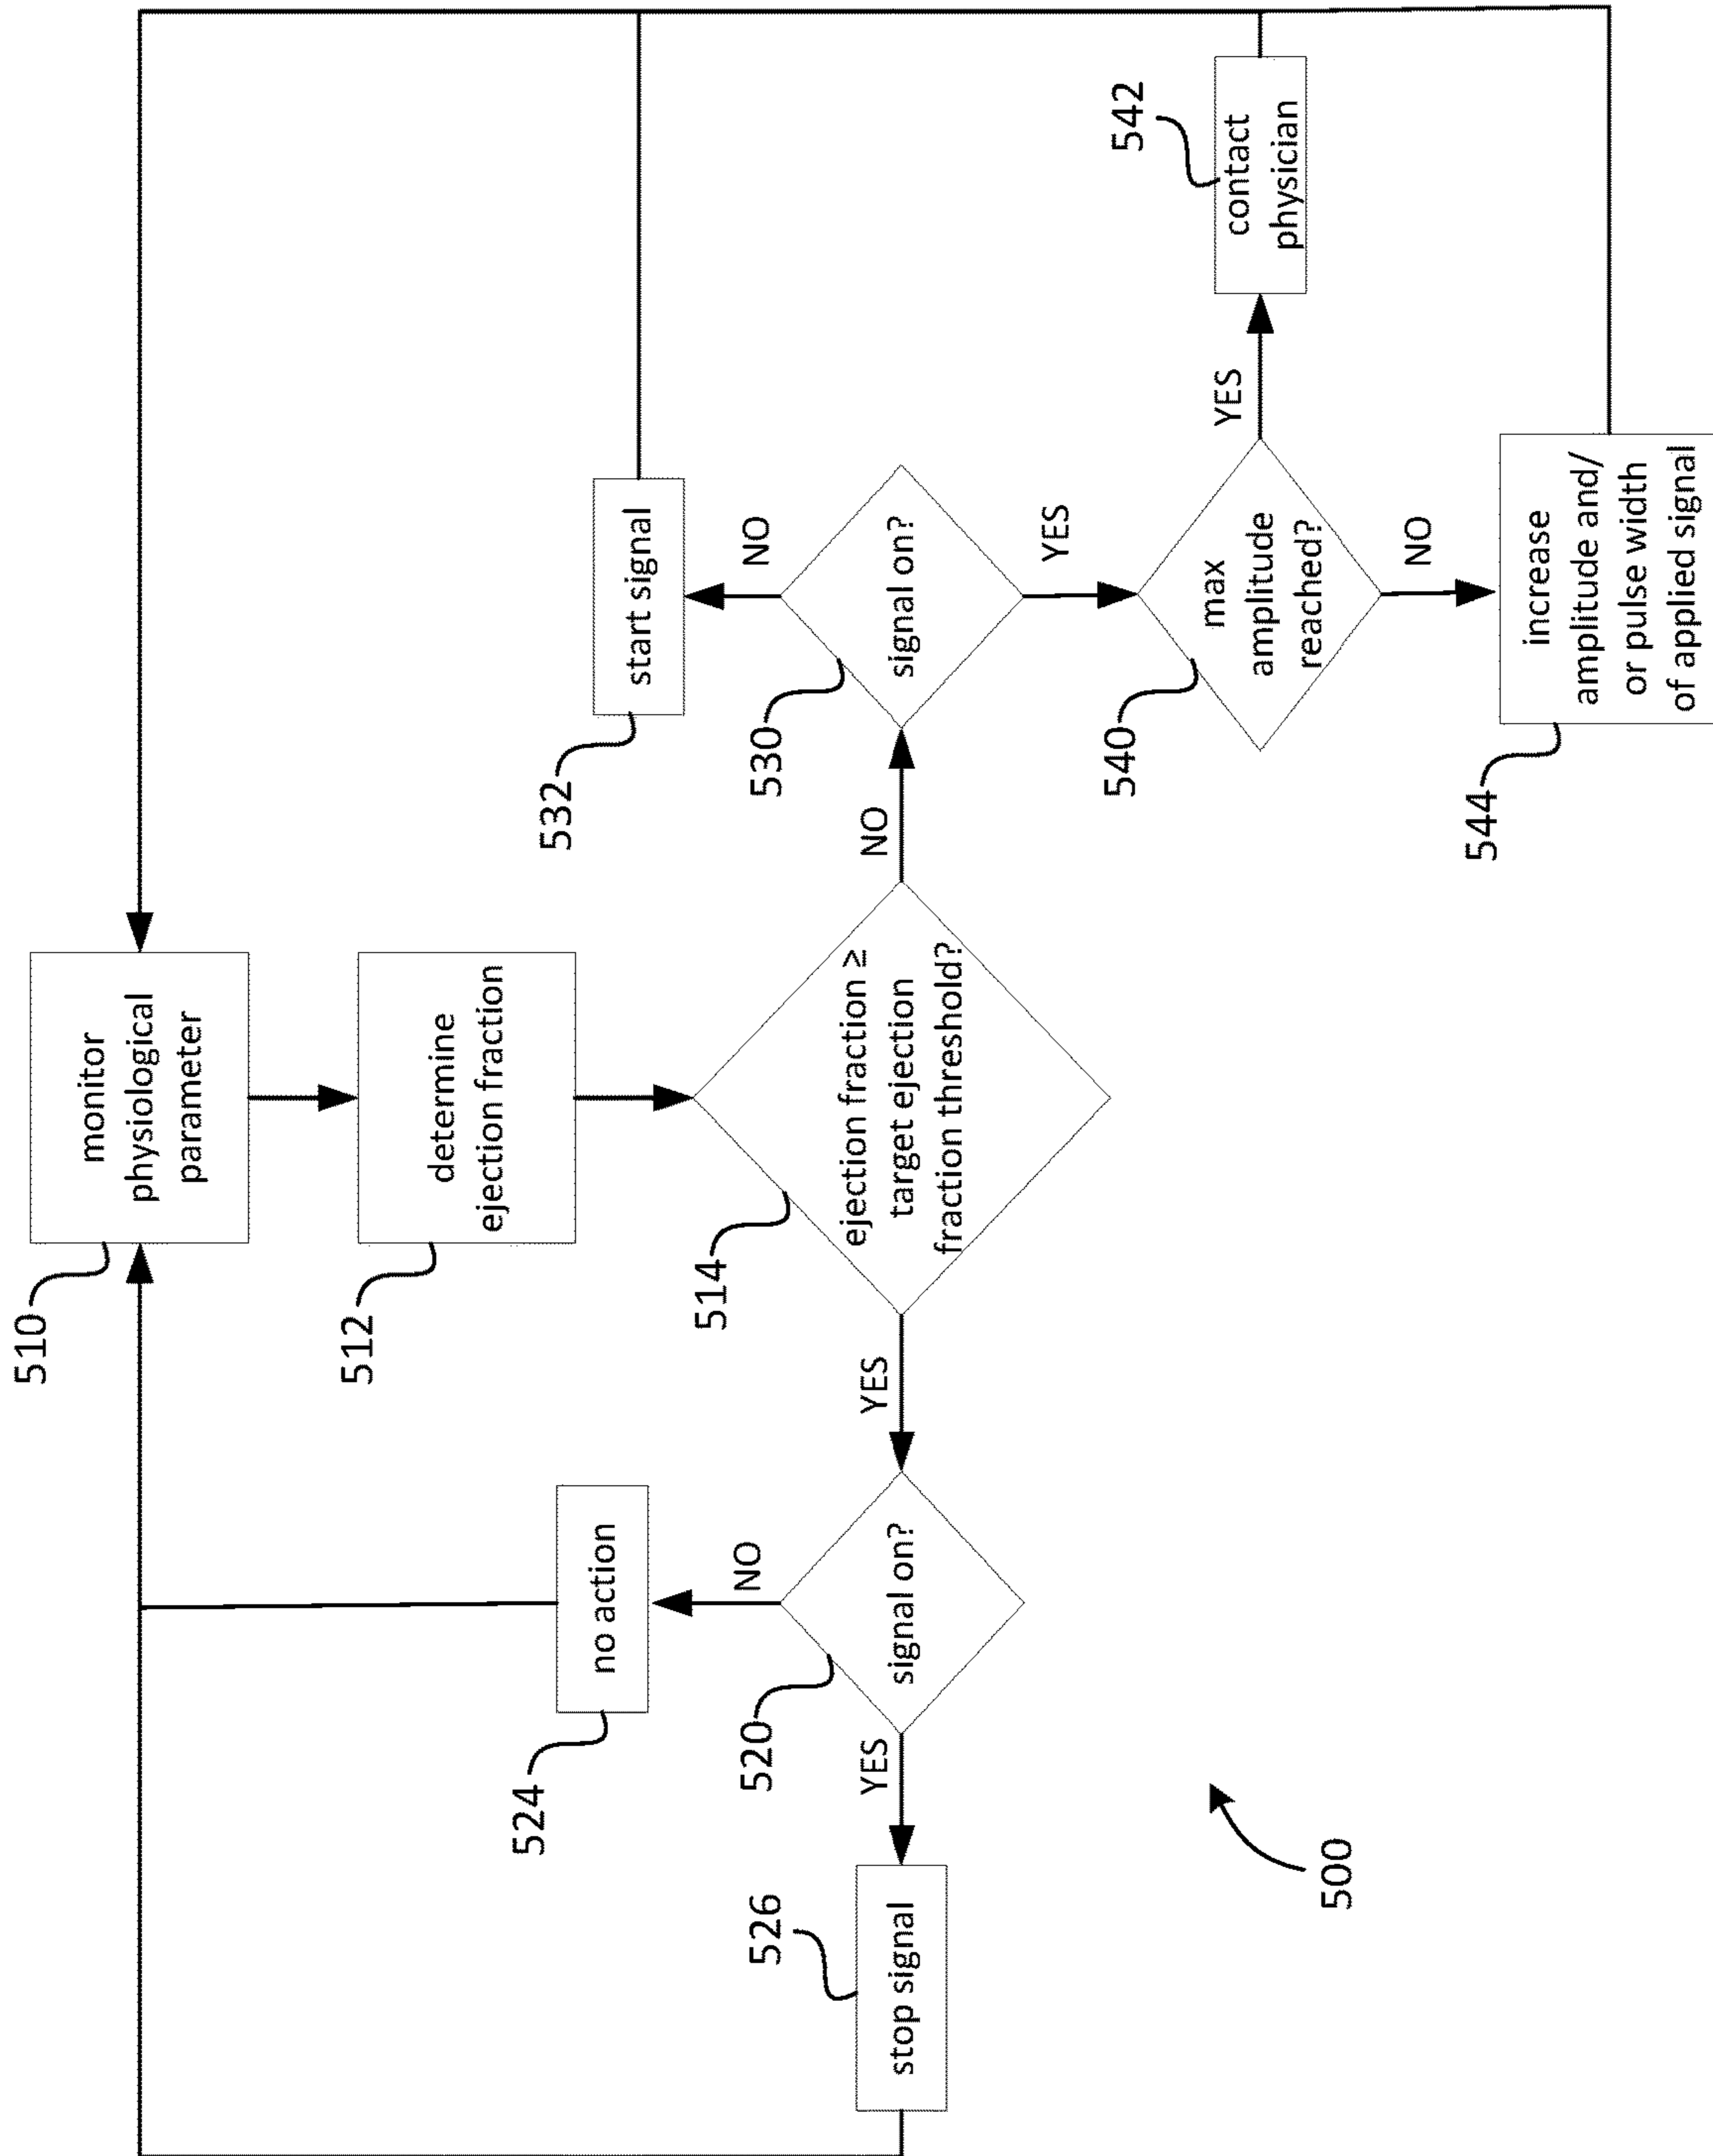 510
monitor
physiological
parameter
512
determine
ejection fraction
514
ejection fraction ≥
target ejection
fraction threshold?
YES
NO
520
signal on?
NO
YES
524
no action
526
stop signal
530
signal on?
NO
YES
532
start signal
540
max
amplitude
reached?
YES
NO
542
contact
physician
544
increase
amplitude and/
or pulse width
of applied signal
500